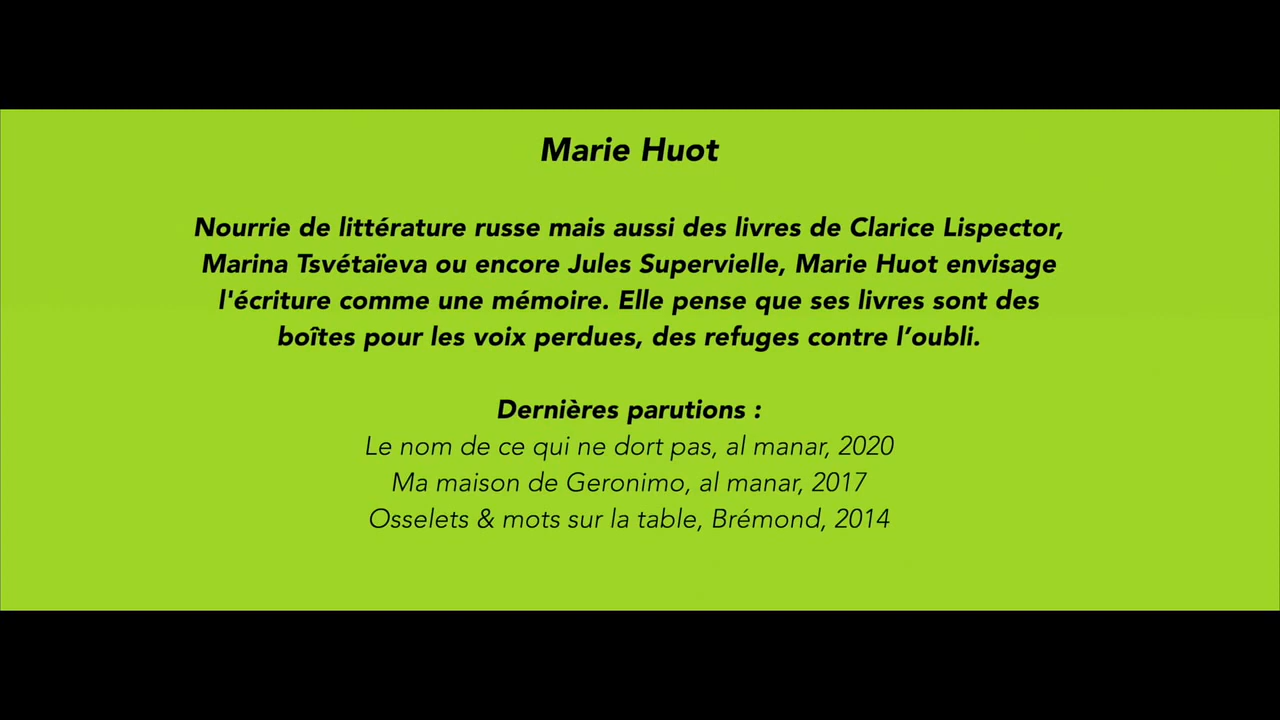 Marie Huot
Nourrie de littérature russe mais aussi des livres de Clarice Lispector,
Marina Tsvétaïeva ou encore Jules Supervielle, Marie Huot envisage
l'écriture comme une mémoire. Elle pense que ses livres sont des
boîtes pour les voix perdues, des refuges contre l’oubli.
Dernières parutions :
Le nom de ce qui ne dort pas, al manar, 2020
Ma maison de Geronimo, al manar, 2017
Osselets & mots sur la table, Brémond, 2014